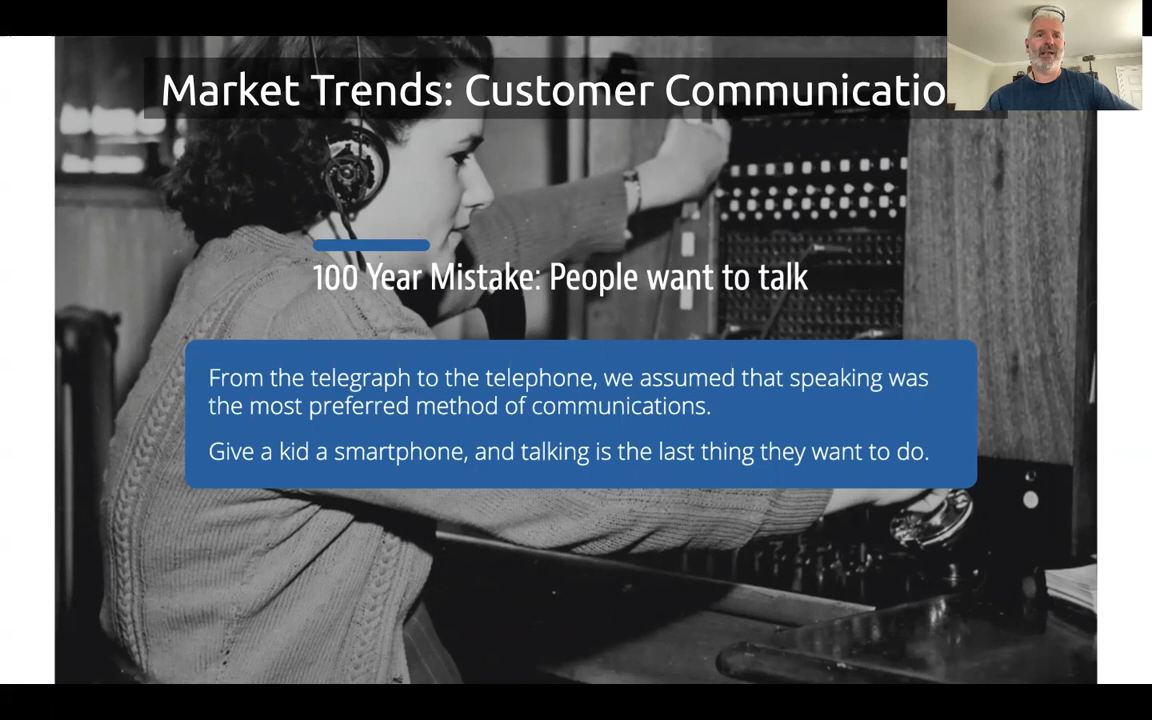 Market Trends: Customer Communicatio
100 Year Mistake: People want to talk
From the telegraph to the telephone, we assumed that speaking was
the most preferred method of communications.
Give a kid a smartphone, and talking is the last thing they want to do.